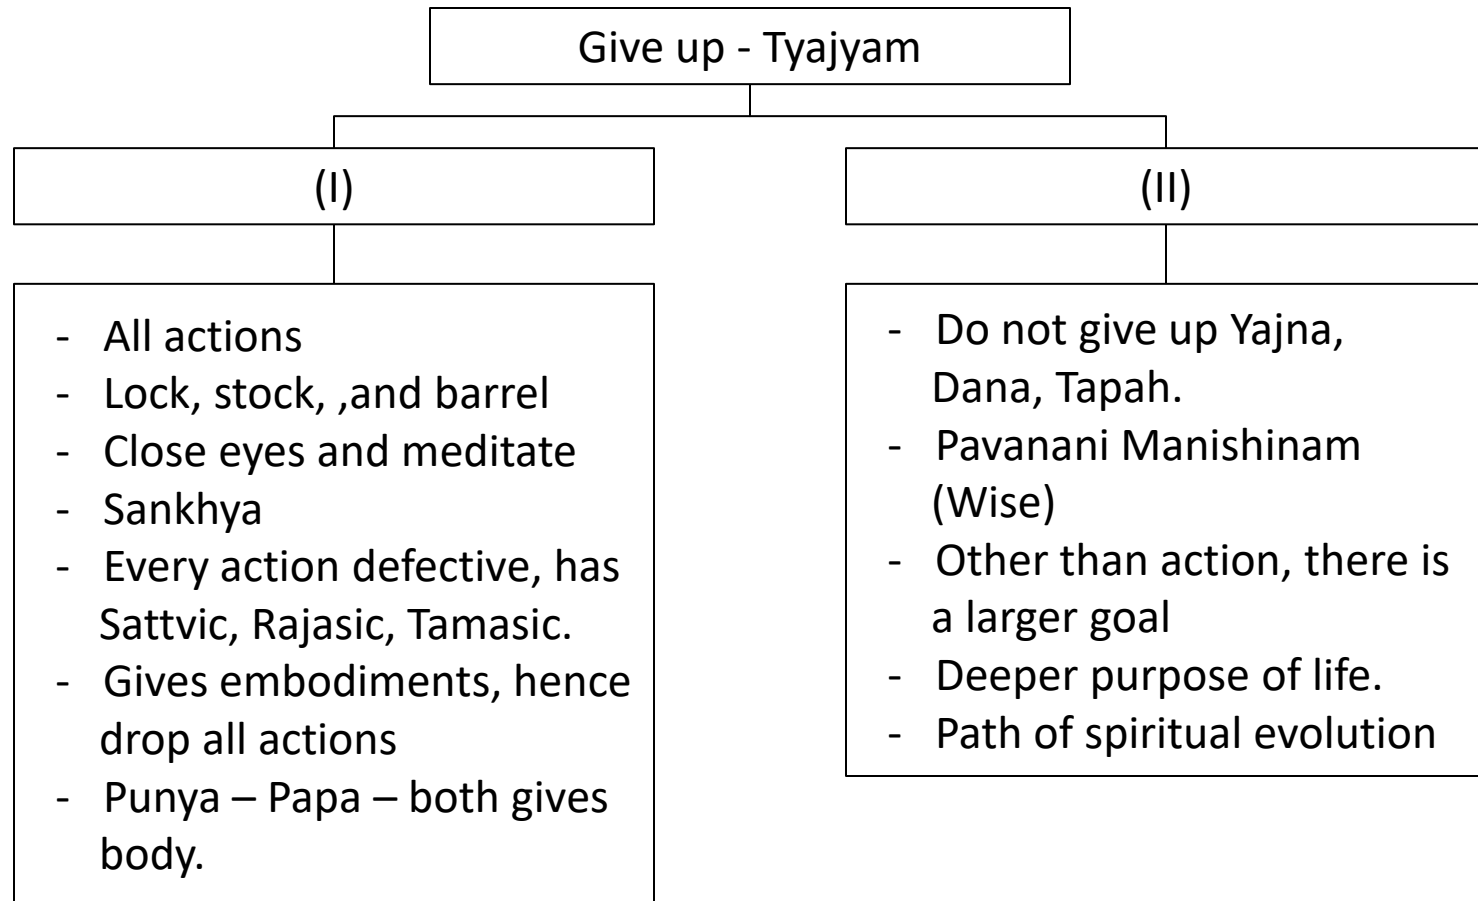 Give up - Tyajyam
(I)
- All actions
- Lock, stock, ,and barrel
- Close eyes and meditate
- Sankhya
- Every action defective, has
Sattvic, Rajasic, Tamasic.
- Gives embodiments, hence
drop all actions
- Punya – Papa – both gives
body.
(II)
- Do not give up Yajna,
Dana, Tapah.
- Pavanani Manishinam
(Wise)
- Other than action, there is
a larger goal
- Deeper purpose of life.
- Path of spiritual evolution